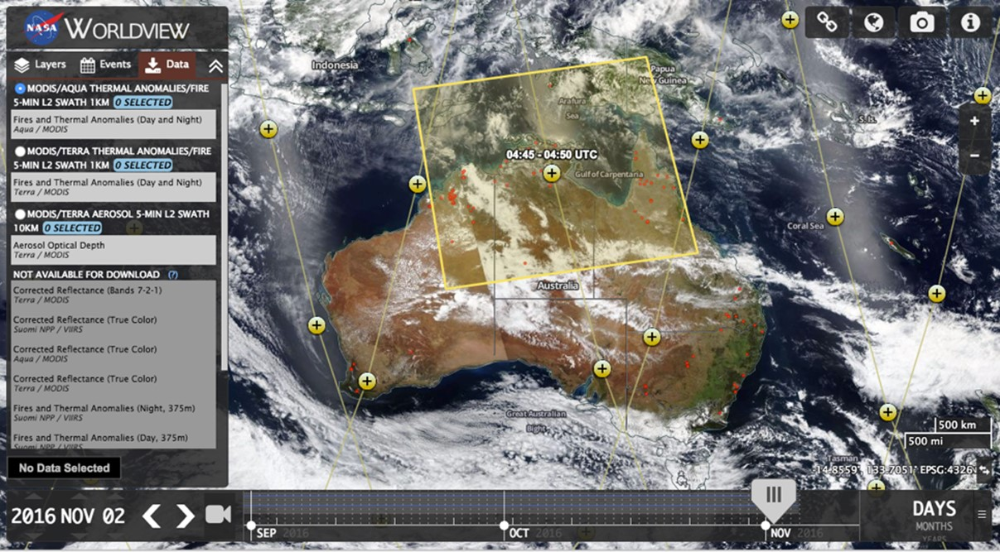 NASA WORLDVIEW
Layers Events Data
MODIS/AQUA THERMAL ANOMALIES/FIRE
5-MIN L2 SWATH 1KM 0 SELECTED
Fires and Thermal Anomalies (Day and Night)
Aqua / MODIS
MODIS/TERRA THERMAL ANOMALIES/FIRE
5-MIN L2 SWATH 1KM 0 SELECTED
Fires and Thermal Anomalies (Day and Night)
Terra / MODIS
MODIS/TERRA AEROSOL 5-MIN L2 SWATH
10KM 0 SELECTED
Aerosol Optical Depth
Terra / MODIS
NOT AVAILABLE FOR DOWNLOAD (?)
Corrected Reflectance (Bands 7-2-1)
Terra / MODIS
Corrected Reflectance (True Color)
Suomi NPP / VIIRS
Corrected Reflectance (True Color)
Aqua / MODIS
Corrected Reflectance (True Color)
Terra / MODIS
Fires and Thermal Anomalies (Night, 375m)
Suomi NPP / VIIRS
Fires and Thermal Anomalies (Day, 375m)
Suomi NPP / VIIRS
No Data Selected
Indonesia
Papua
New Guinea
Arafura
Sea
04:45 - 04:50 UTC
Gulf of Carpentaria
Coral Sea
S. Is.
Australia
Great Australian
Bight
500 km
500 mi
Tasman
-14.8559°, 133.7051° EPSG:4326
2016 NOV 02
SEP 2016
OCT 2016
NOV 2016
DAYS
MONTHS
YEARS